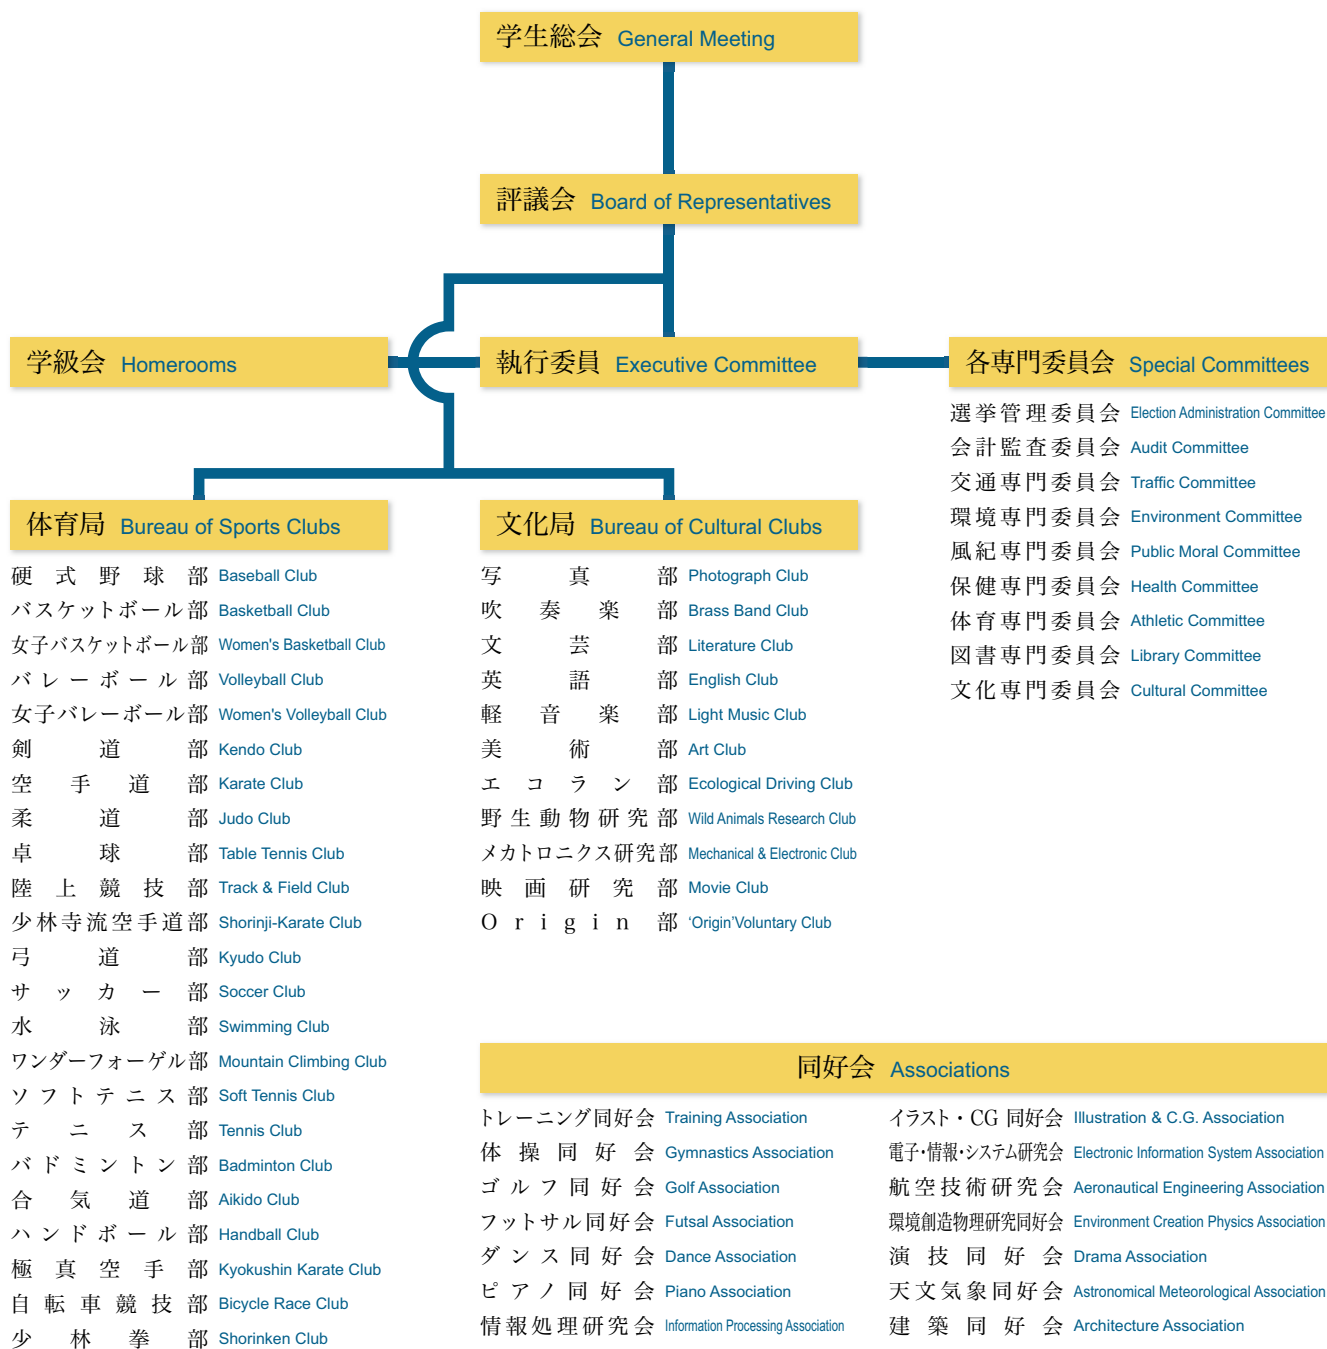 学生総会 General Meeting
評議会 Board of Representatives
学級会 Homerooms
執行委員 Executive Committee
各専門委員会 Special Committees
選挙管理委員会 Election Administration Committee
会計監査委員会 Audit Committee
交通専門委員会 Traffic Committee
環境専門委員会 Environment Committee
風紀専門委員会 Public Moral Committee
保健専門委員会 Health Committee
体育専門委員会 Athletic Committee
図書専門委員会 Library Committee
文化専門委員会 Cultural Committee
体育局 Bureau of Sports Clubs
硬式野球部 Baseball Club
バスケットボール部 Basketball Club
女子バスケットボール部 Women's Basketball Club
バレーボール部 Volleyball Club
女子バレーボール部 Women's Volleyball Club
剣道部 Kendo Club
空手道部 Karate Club
柔道部 Judo Club
卓球部 Table Tennis Club
陸上競技部 Track & Field Club
少林寺流空手道部 Shorinji-Karate Club
弓道部 Kyudo Club
サッカー部 Soccer Club
水泳部 Swimming Club
ワンダーフォーゲル部 Mountain Climbing Club
ソフトテニス部 Soft Tennis Club
テニス部 Tennis Club
バドミントン部 Badminton Club
合気道部 Aikido Club
ハンドボール部 Handball Club
極真空手部 Kyokushin Karate Club
自転車競技部 Bicycle Race Club
少林拳部 Shorinken Club
文化局 Bureau of Cultural Clubs
写真部 Photograph Club
吹奏楽部 Brass Band Club
文芸部 Literature Club
英語部 English Club
軽音楽部 Light Music Club
美術部 Art Club
エコラン部 Ecological Driving Club
野生動物研究部 Wild Animals Research Club
メカトロニクス研究部 Mechanical & Electronic Club
映画研究部 Movie Club
Origin部 ‘Origin’Voluntary Club
同好会 Associations
トレーニング同好会 Training Association
体操同好会 Gymnastics Association
ゴルフ同好会 Golf Association
フットサル同好会 Futsal Association
ダンス同好会 Dance Association
ピアノ同好会 Piano Association
情報処理研究会 Information Processing Association
イラスト・CG 同好会 Illustration & C.G. Association
電子・情報・システム研究会 Electronic Information System Association
航空技術研究会 Aeronautical Engineering Association
環境創造物理研究同好会 Environment Creation Physics Association
演技同好会 Drama Association
天文気象同好会 Astronomical Meteorological Association
建築同好会 Architecture Association